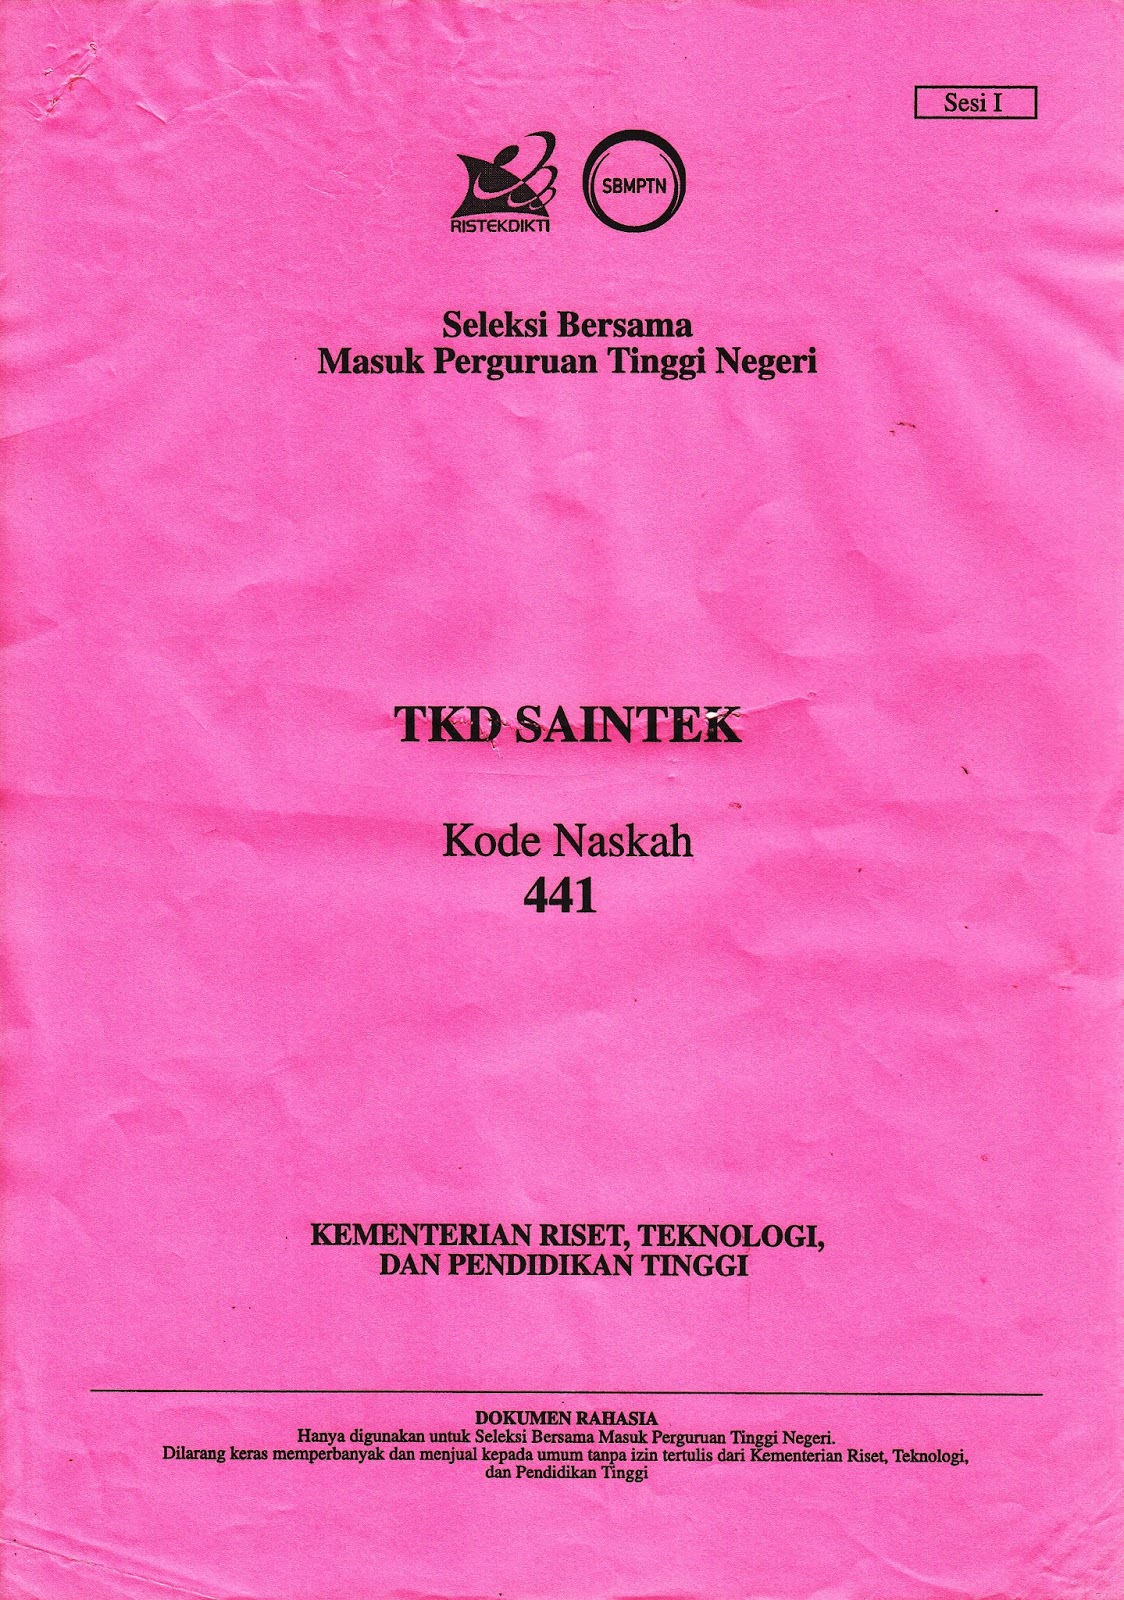 Sesi I
RISTEKDIKTI
SBMPTN
Seleksi Bersama
Masuk Perguruan Tinggi Negeri
TKD SAINTEK
Kode Naskah
441
KEMENTERIAN RISET, TEKNOLOGI,
DAN PENDIDIKAN TINGGI
DOKUMEN RAHASIA
Hanya digunakan untuk Seleksi Bersama Masuk Perguruan Tinggi Negeri.
Dilarang keras memperbanyak dan menjual kepada umum tanpa izin tertulis dari Kementerian Riset, Teknologi,
dan Pendidikan Tinggi